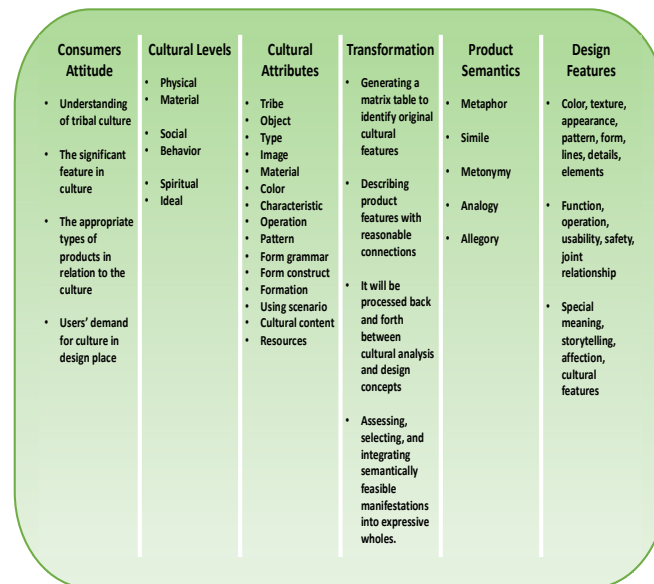 Consumers
Attitude
• Understanding
of tribal culture
• The significant
feature in
culture
• The appropriate
types of
products in
relation to the
culture
• Users' demand
for culture in
design place
Cultural Levels
• Physical
• Material
• Social
• Behavior
• Spiritual
• Ideal
Cultural
Attributes
• Tribe
• Object
• Type
• Image
• Material
• Color
• Characteristic
• Operation
• Pattern
• Form grammar
• Form construct
• Formation
• Using scenario
• Cultural content
• Resources
Transformation
• Generating a
matrix table to
identify original
cultural
features
• Describing
product
features with
reasonable
connections
• It will be
processed back
and forth
between
cultural analysis
and design
concepts
• Assessing,
selecting, and
integrating
semantically
feasible
manifestations
into expressive
wholes.
Product
Semantics
• Metaphor
• Simile
• Metonymy
• Analogy
• Allegory
Design
Features
• Color, texture,
appearance,
pattern, form,
lines, details,
elements
• Function,
operation,
usability, safety,
joint
relationship
• Special
meaning,
storytelling,
affection,
cultural
features